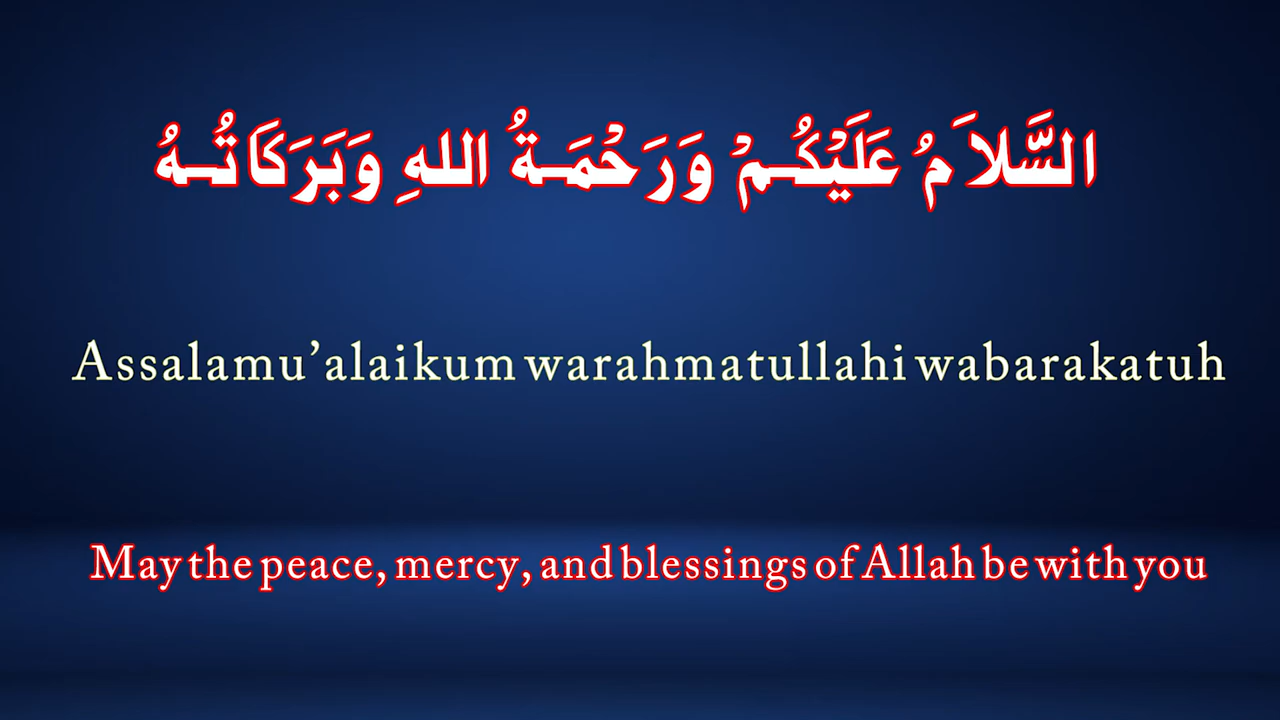 السَّلاَمُ عَلَيْكُمْ وَرَحْمَةُ اللهِ وَبَرَكَاتُهُ
Assalamu’alaikum warahmatullahi wabarakatuh
May the peace, mercy, and blessings of Allah be with you